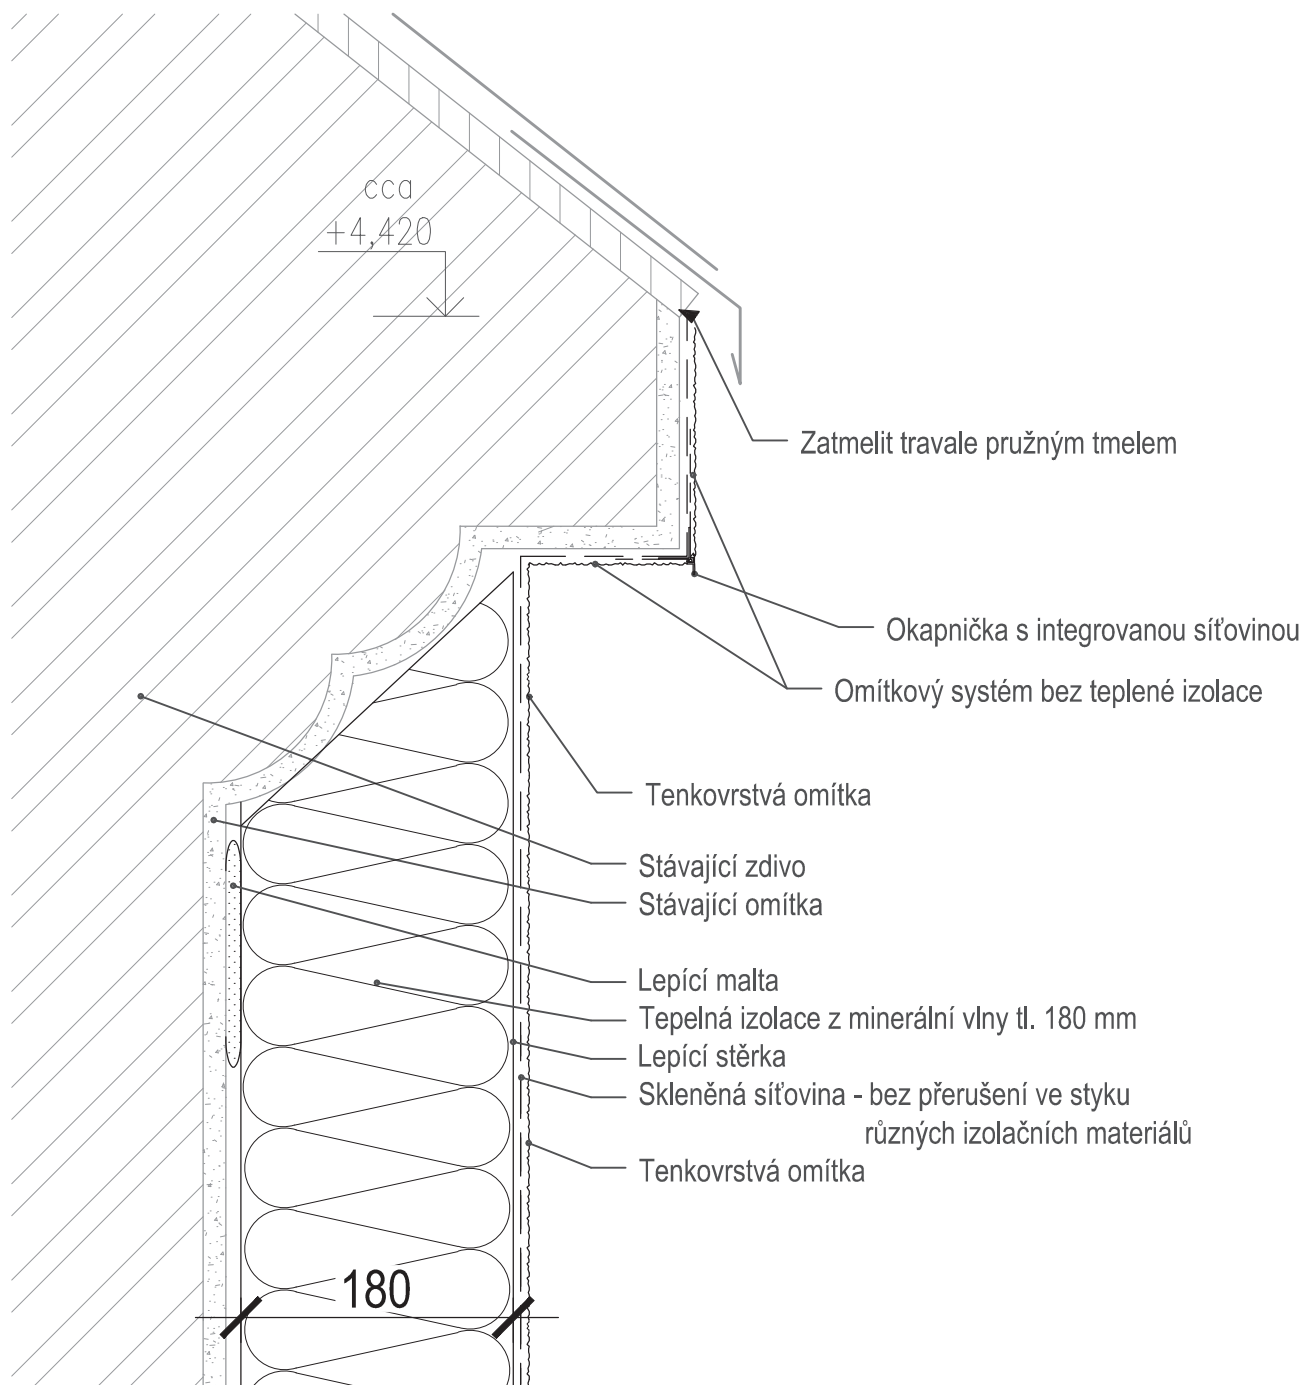 cca
+4,420
Zatmelit travale pružným tmelem
Okapnička s integrovanou síťovinou
Omítkový systém bez teplené izolace
Tenkovrstvá omítka
Stávající zdivo
Stávající omítka
Lepící malta
Tepelná izolace z minerální vlny tl. 180 mm
Lepící stěrka
Skleněná síťovina - bez přerušení ve styku
různých izolačních materiálů
Tenkovrstvá omítka
180